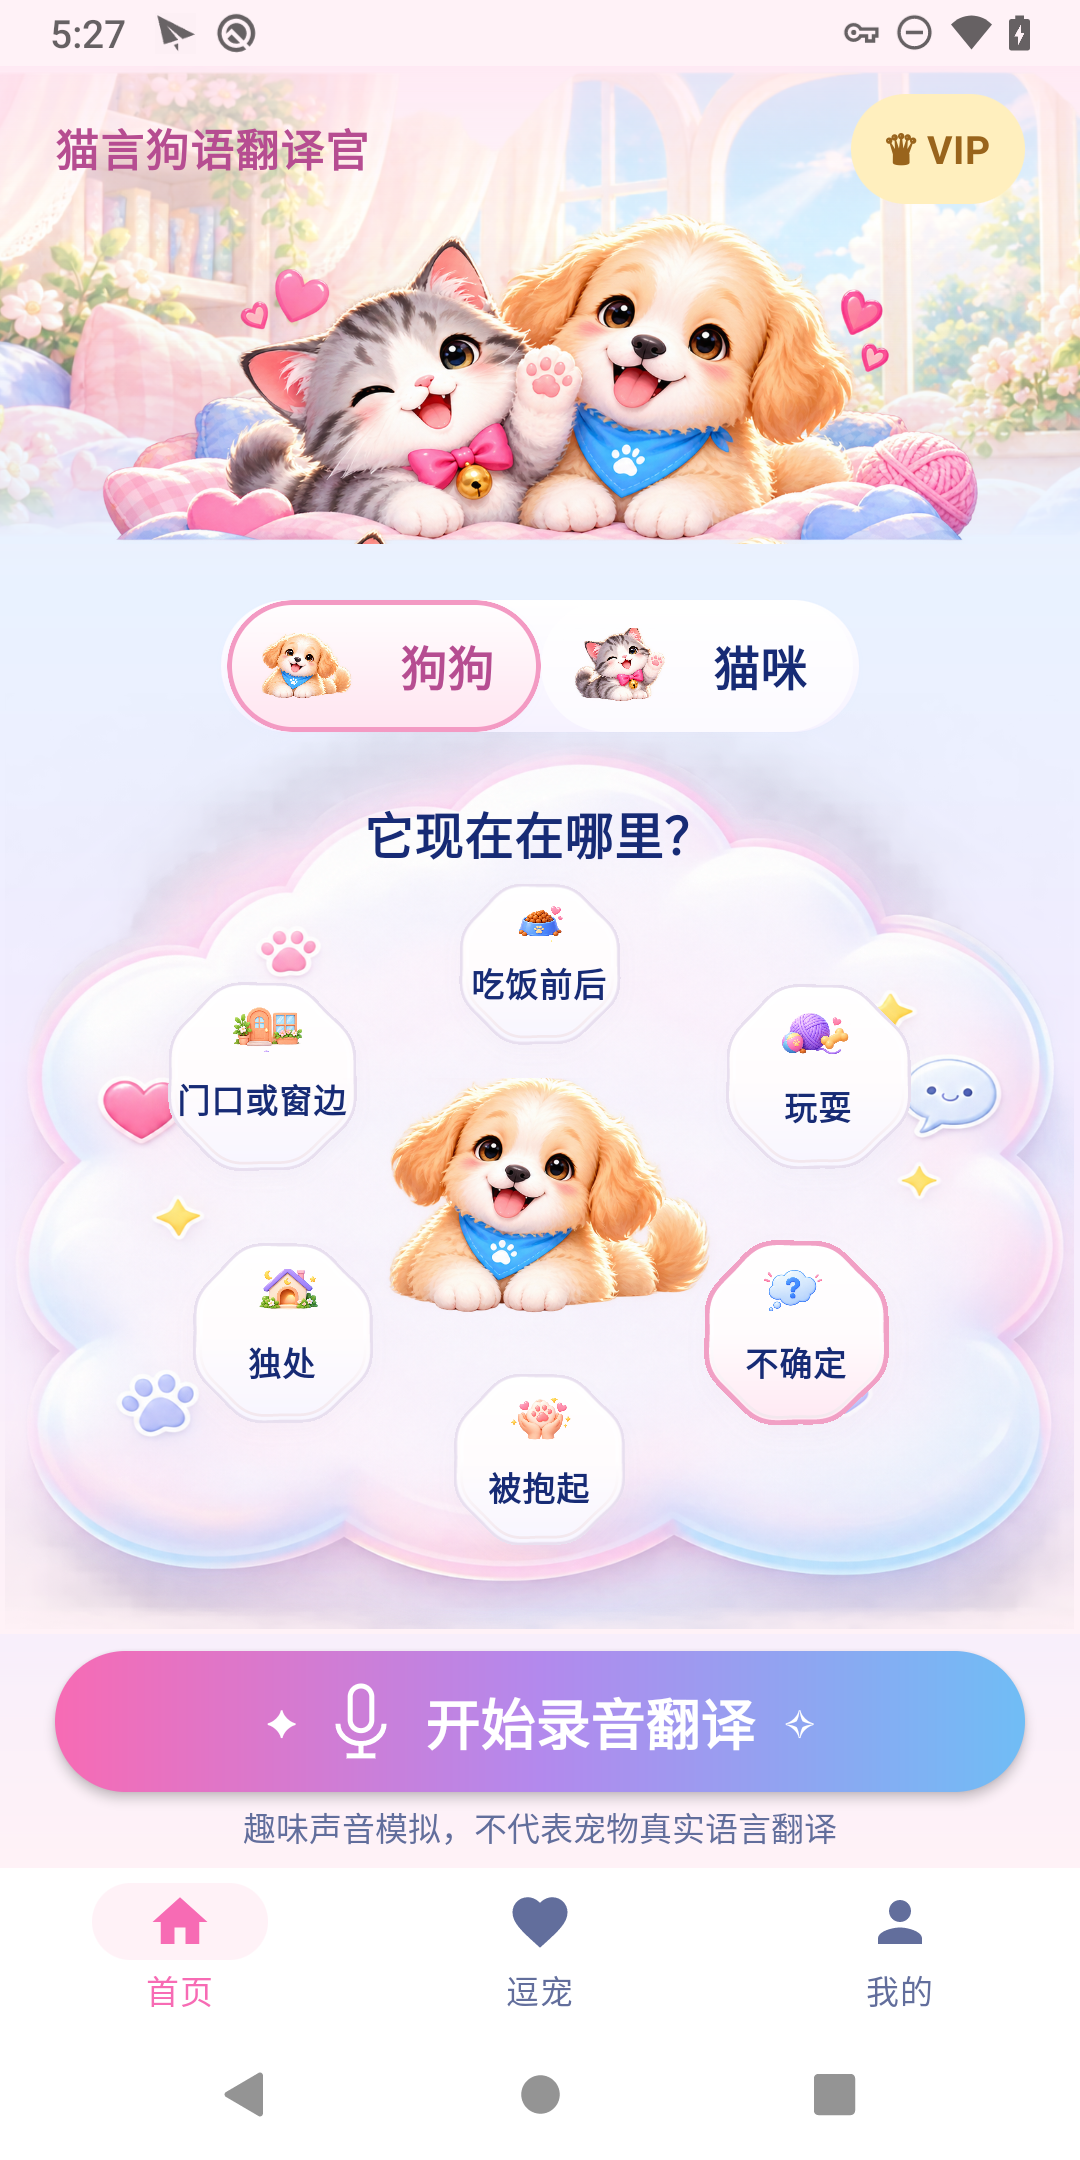 5:27
猫言狗语翻译官
VIP
狗狗
猫咪
它现在在哪里?
吃饭前后
门口或窗边
玩耍
独处
不确定
被抱起
开始录音翻译
趣味声音模拟，不代表宠物真实语言翻译
首页
逗宠
我的